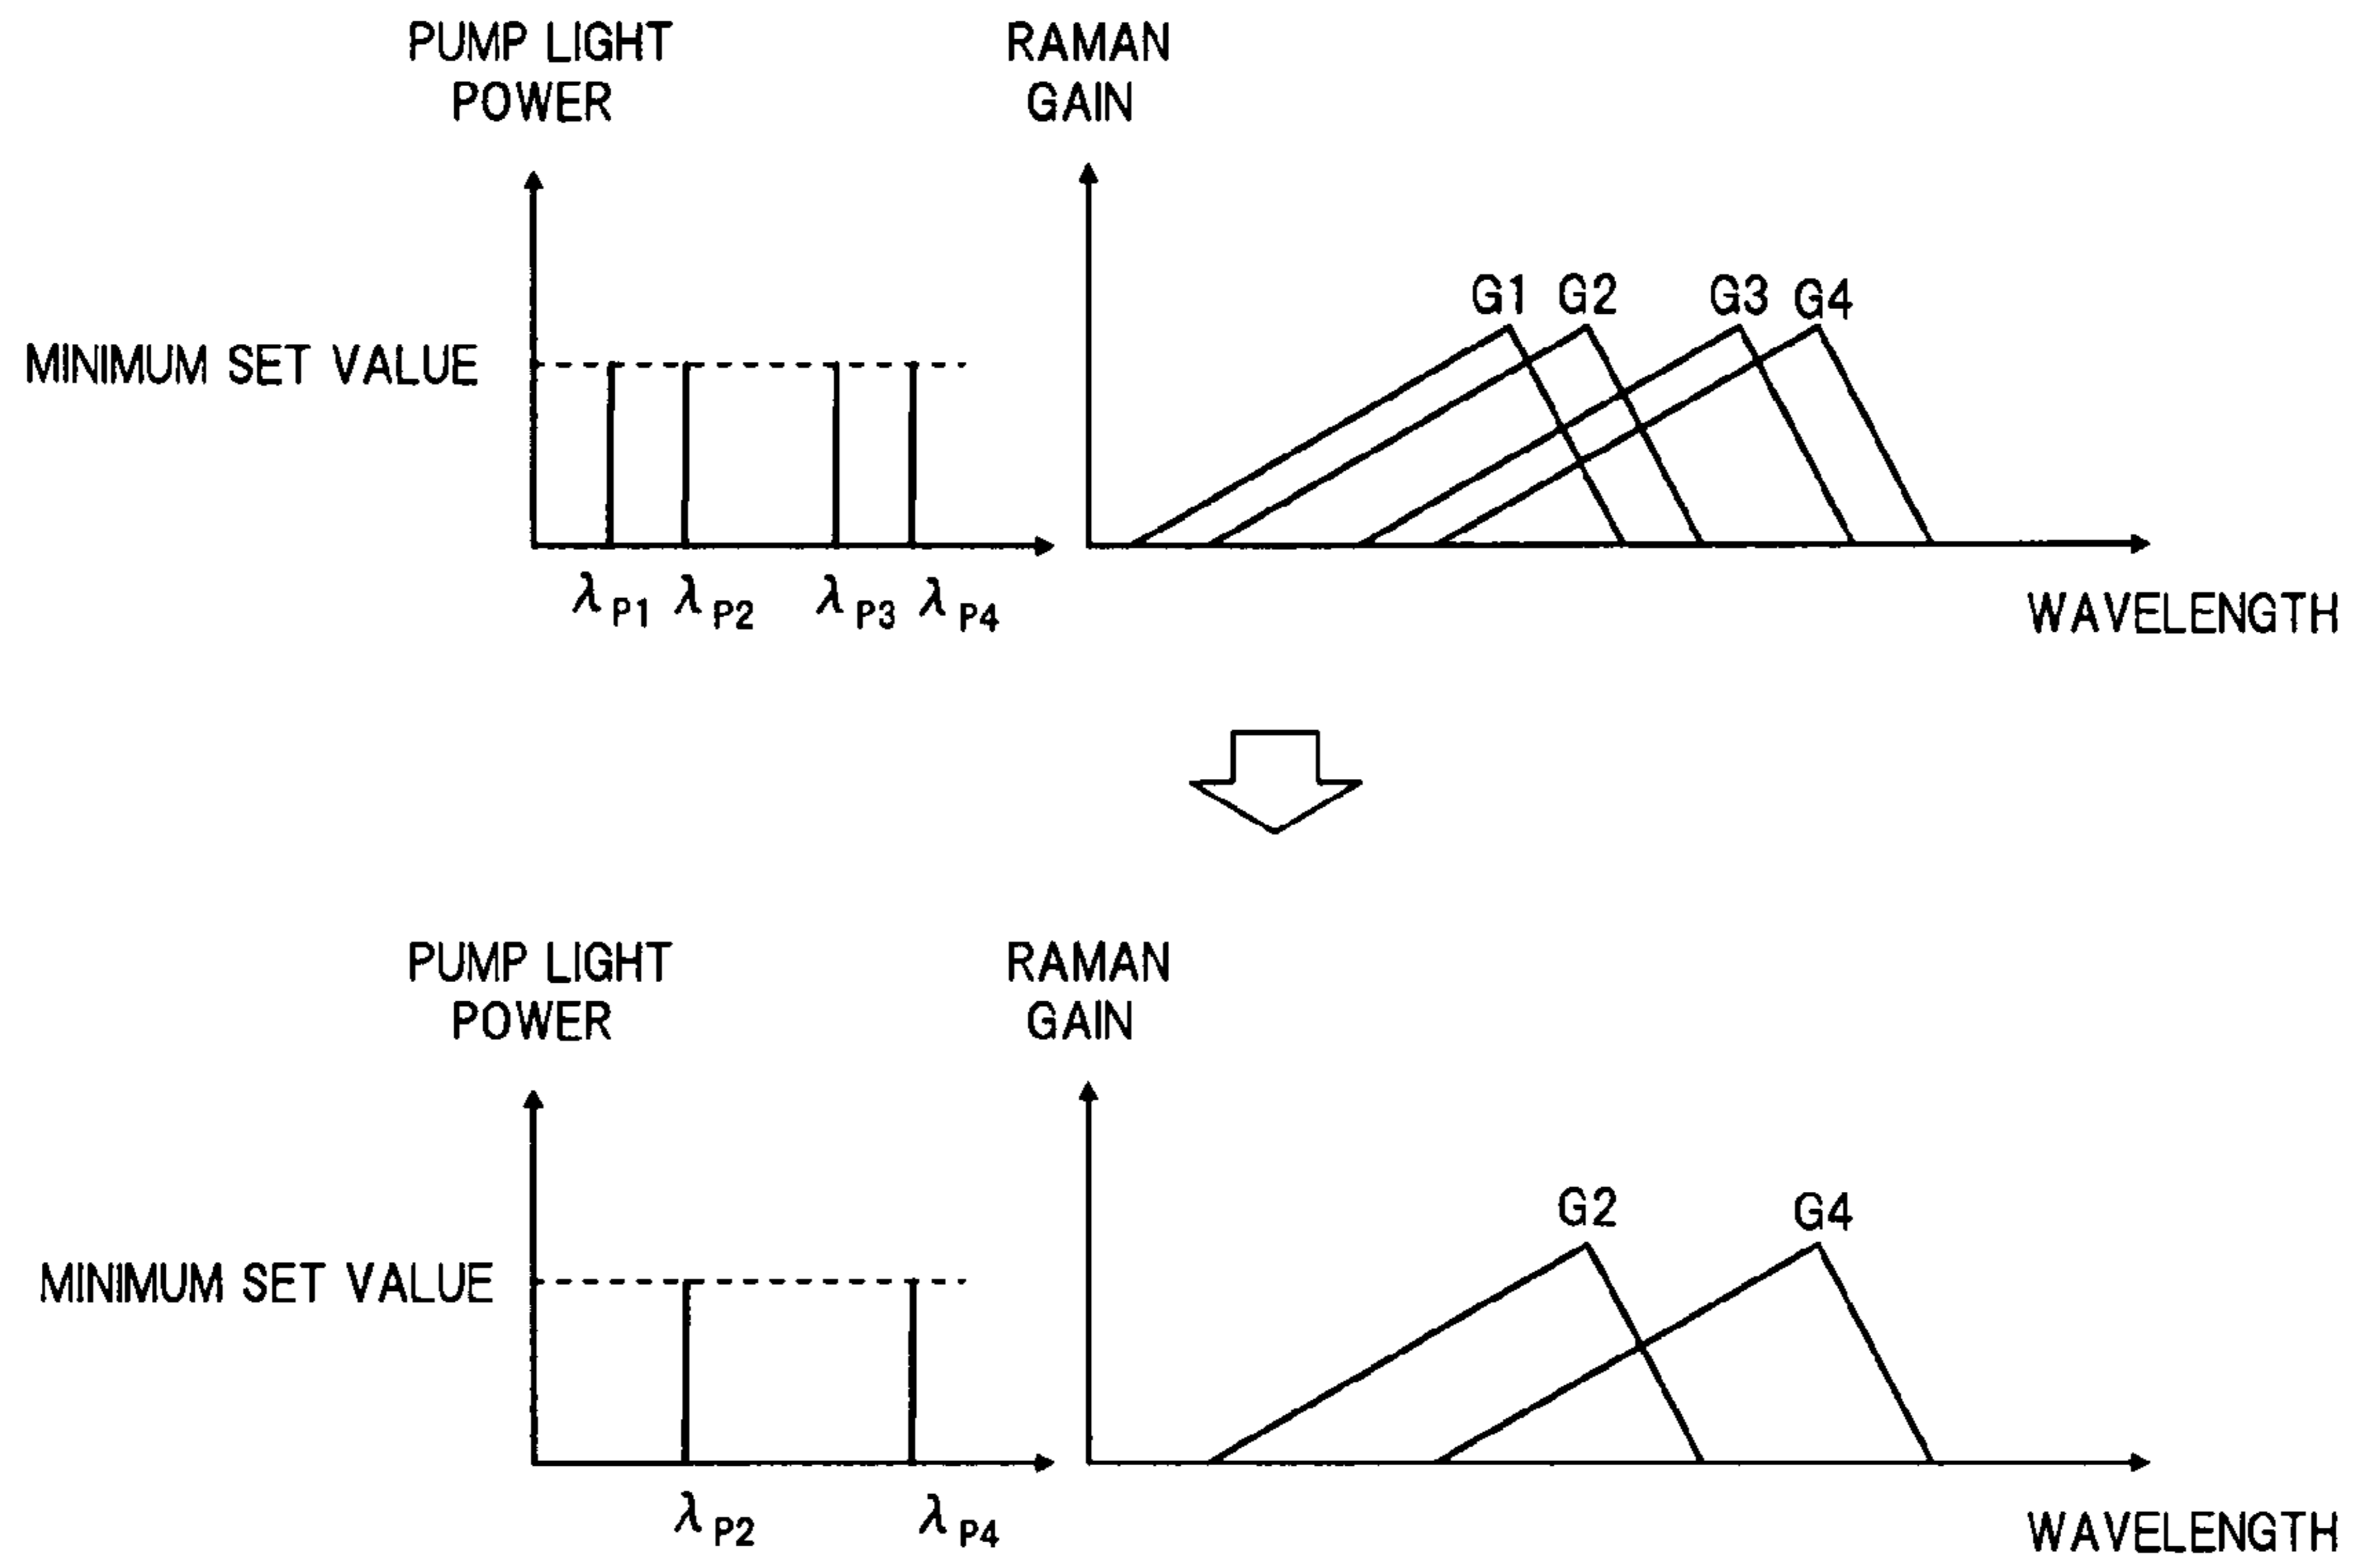 PUMP LIGHT
POWER
RAMAN
GAIN
G1 G2 G3 G4
MINIMUM SET VALUE
λP1 λP2 λP3 λP4
WAVELENGTH
PUMP LIGHT
POWER
RAMAN
GAIN
G2 G4
MINIMUM SET VALUE
λP2 λP4
WAVELENGTH